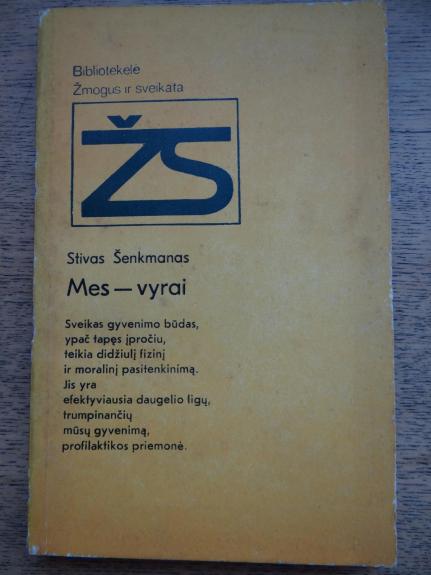 Bibliotekėlė
Žmogus ir sveikata
ŽS
Stivas Šenkmanas
Mes — vyrai
Sveikas gyvenimo būdas,
ypač tapęs įpročiu,
teikia didžiulį fizinį
ir moralinį pasitenkinimą.
Jis yra
efektyviausia daugelio ligų,
trumpinančių
mūsų gyvenimą,
profilaktikos priemonė.